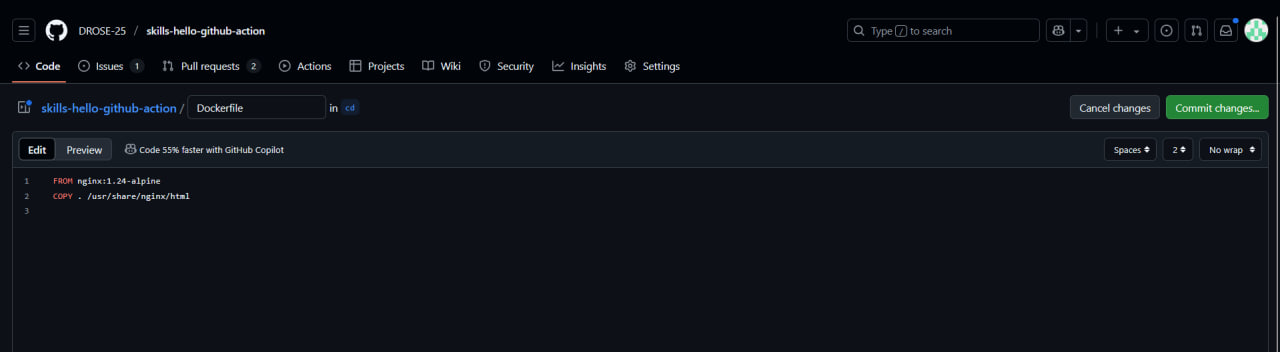 DROSE-25 / skills-hello-github-action Type / to search
Code Issues 1 Pull requests 2 Actions Projects Wiki Security Insights Settings
skills-hello-github-action / Dockerfile in cd Cancel changes Commit changes...
Edit Preview Code 55% faster with GitHub Copilot Spaces 2 No wrap
1 FROM nginx:1.24-alpine
2 COPY . /usr/share/nginx/html
3